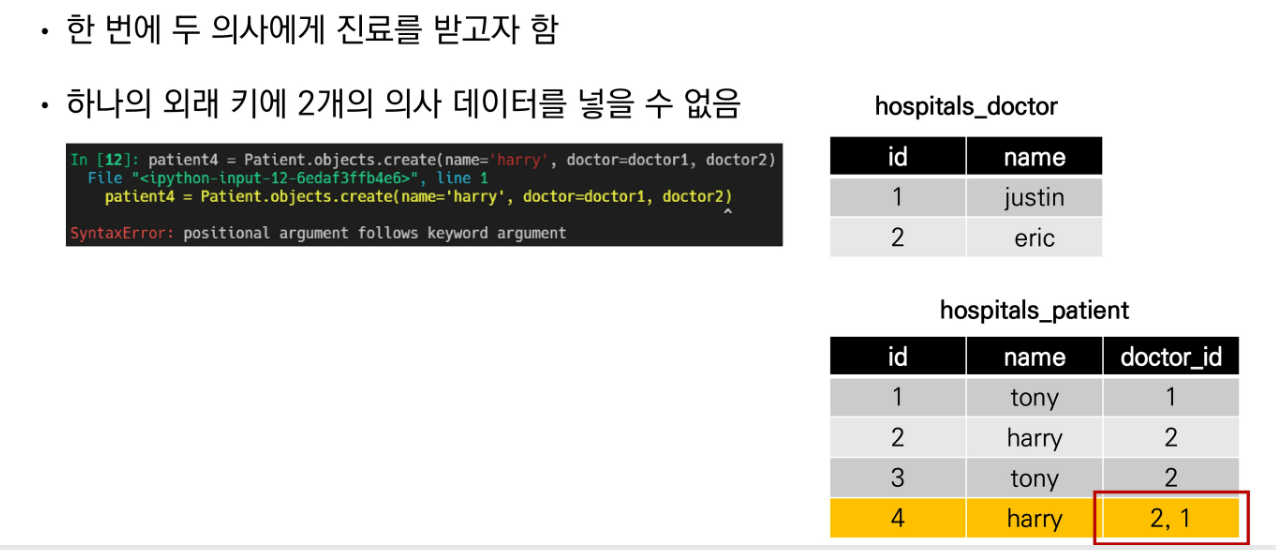 • 한 번에 두 의사에게 진료를 받고자 함
• 하나의 외래 키에 2개의 의사 데이터를 넣을 수 없음
In [12]: patient4 = Patient.objects.create(name='harry', doctor=doctor1, doctor2)
File "<ipython-input-12-6edaf3ffb4e6>", line 1
patient4 = Patient.objects.create(name='harry', doctor=doctor1, doctor2)
^
SyntaxError: positional argument follows keyword argument
hospitals_doctor
id name
1 justin
2 eric
hospitals_patient
id name doctor_id
1 tony 1
2 harry 2
3 tony 2
4 harry 2, 1